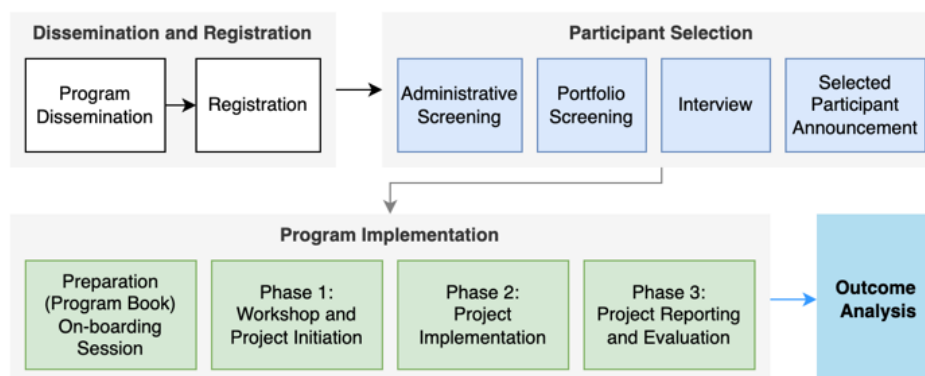 Dissemination and Registration
Program
Dissemination
Registration
Participant Selection
Administrative
Screening
Portfolio
Screening
Interview
Selected
Participant
Announcement
Program Implementation
Preparation
(Program Book)
On-boarding
Session
Phase 1:
Workshop and
Project Initiation
Phase 2:
Project
Implementation
Phase 3:
Project Reporting
and Evaluation
Outcome
Analysis